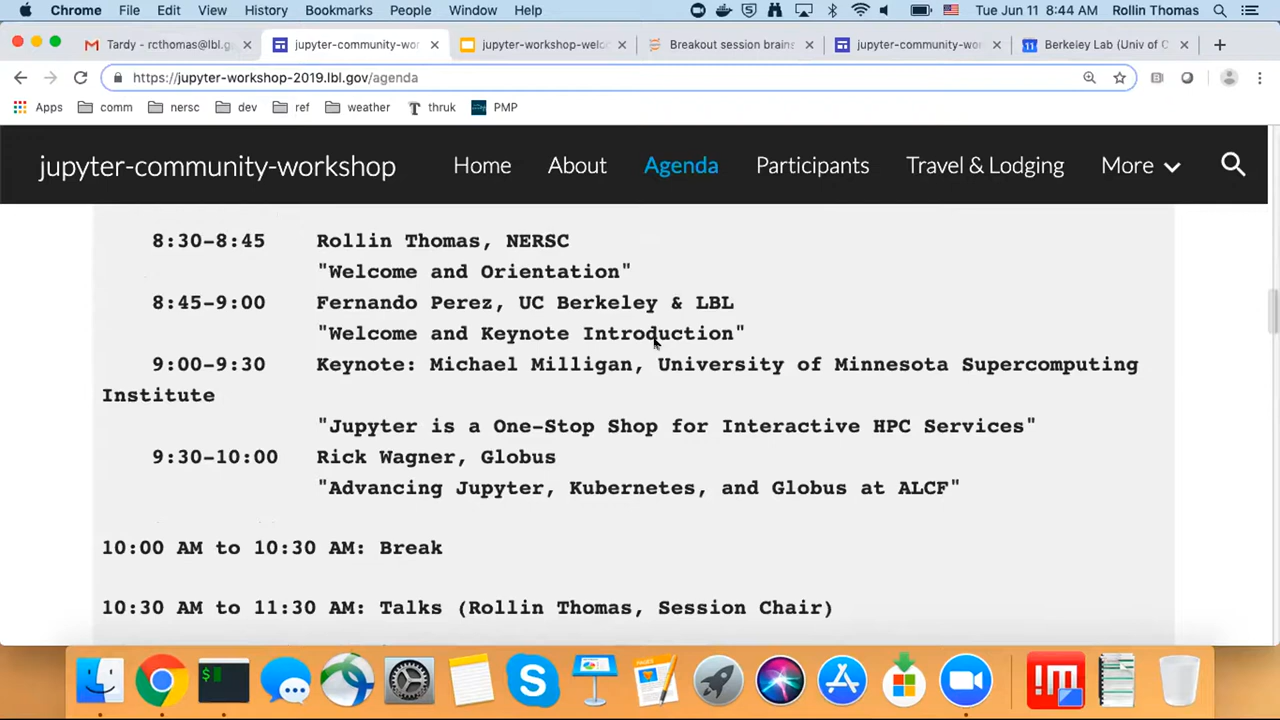 Chrome File Edit View History Bookmarks People Window Help Tue Jun 11 8:44 AM Rollin Thomas
Tardy - rcthomas@lbl.g jupyter-community-wor jupyter-workshop-welc Breakout session brains jupyter-community-wor Berkeley Lab (Univ of C
https://jupyter-workshop-2019.lbl.gov/agenda
Apps comm nersc dev ref weather thruk PMP
jupyter-community-workshop Home About Agenda Participants Travel & Lodging More
8:30-8:45 Rollin Thomas, NERSC
"Welcome and Orientation"
8:45-9:00 Fernando Perez, UC Berkeley & LBL
"Welcome and Keynote Introduction"
9:00-9:30 Keynote: Michael Milligan, University of Minnesota Supercomputing
Institute
"Jupyter is a One-Stop Shop for Interactive HPC Services"
9:30-10:00 Rick Wagner, Globus
"Advancing Jupyter, Kubernetes, and Globus at ALCF"
10:00 AM to 10:30 AM: Break
10:30 AM to 11:30 AM: Talks (Rollin Thomas, Session Chair)